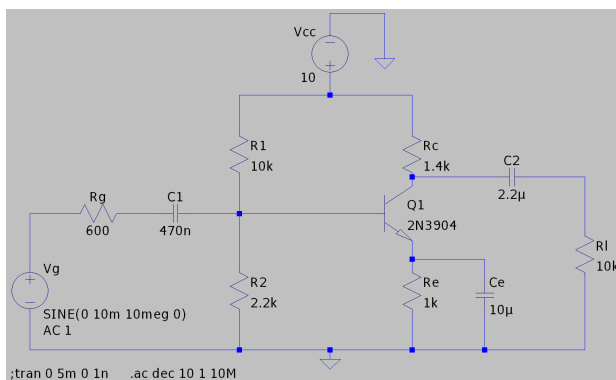 Vcc
10
R1
10k
Rc
1.4k
C2
2.2µ
Rg
600
C1
470n
Q1
2N3904
Rl
10k
Vg
SINE(0 10m 10meg 0)
AC 1
R2
2.2k
Re
1k
Ce
10µ
;tran 0 5m 0 1n .ac dec 10 1 10M